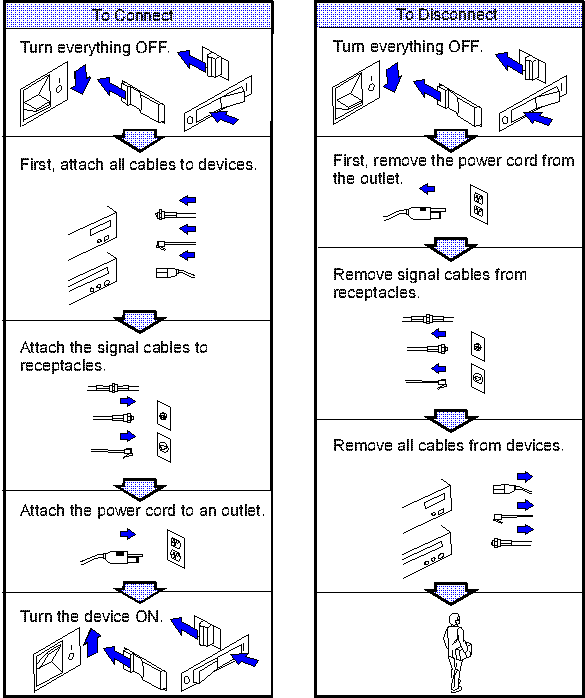 To Connect
Turn everything OFF.
First, attach all cables to devices.
Attach the signal cables to
receptacles.
Attach the power cord to an outlet.
Turn the device ON.
To Disconnect
Turn everything OFF.
First, remove the power cord from
the outlet.
Remove signal cables from
receptacles.
Remove all cables from devices.